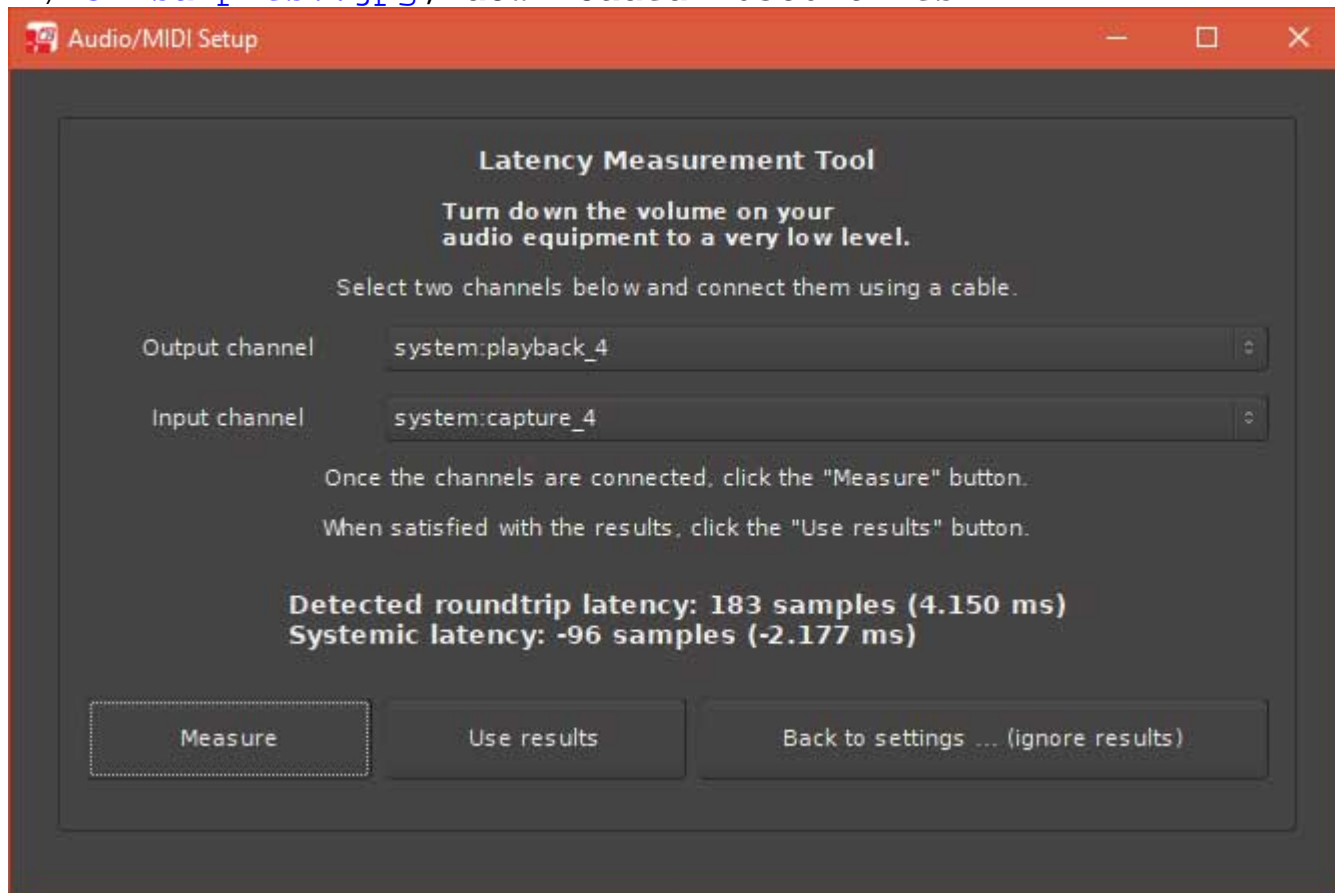 Audio/MIDI Setup
Latency Measurement Tool
Turn down the volume on your
audio equipment to a very low level.
Select two channels below and connect them using a cable.
Output channel system:playback_4
Input channel system:capture_4
Once the channels are connected, click the "Measure" button.
When satisfied with the results, click the "Use results" button.
Detected roundtrip latency: 183 samples (4.150 ms)
Systemic latency: -96 samples (-2.177 ms)
Measure Use results Back to settings ... (ignore results)